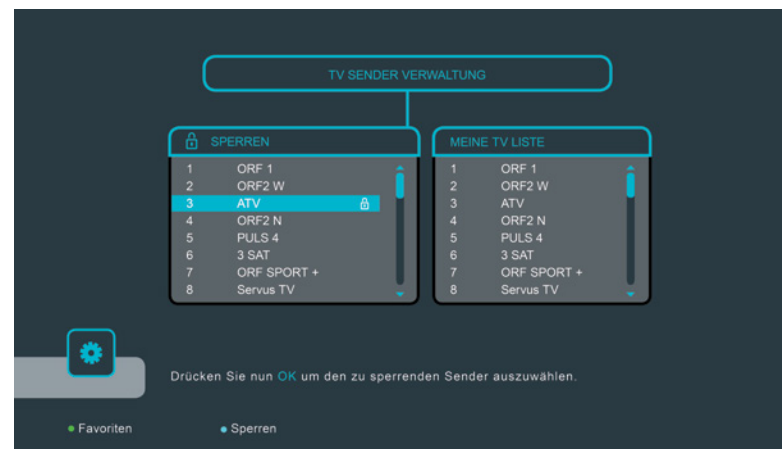 TV SENDER VERWALTUNG
SPERREN
1 ORF 1
2 ORF2 W
3 ATV
4 ORF2 N
5 PULS 4
6 3 SAT
7 ORF SPORT +
8 Servus TV
MEINE TV LISTE
1 ORF 1
2 ORF2 W
3 ATV
4 ORF2 N
5 PULS 4
6 3 SAT
7 ORF SPORT +
8 Servus TV
Drücken Sie nun OK um den zu sperrenden Sender auszuwählen.
Favoriten
Sperren